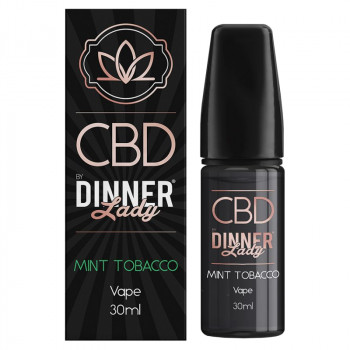 CBD
BY
DINNER®
Lady
MINT TOBACCO
Vape
30ml
CBD
BY
DINNER
Lady
MINT TOBACCO
Vape
30ml